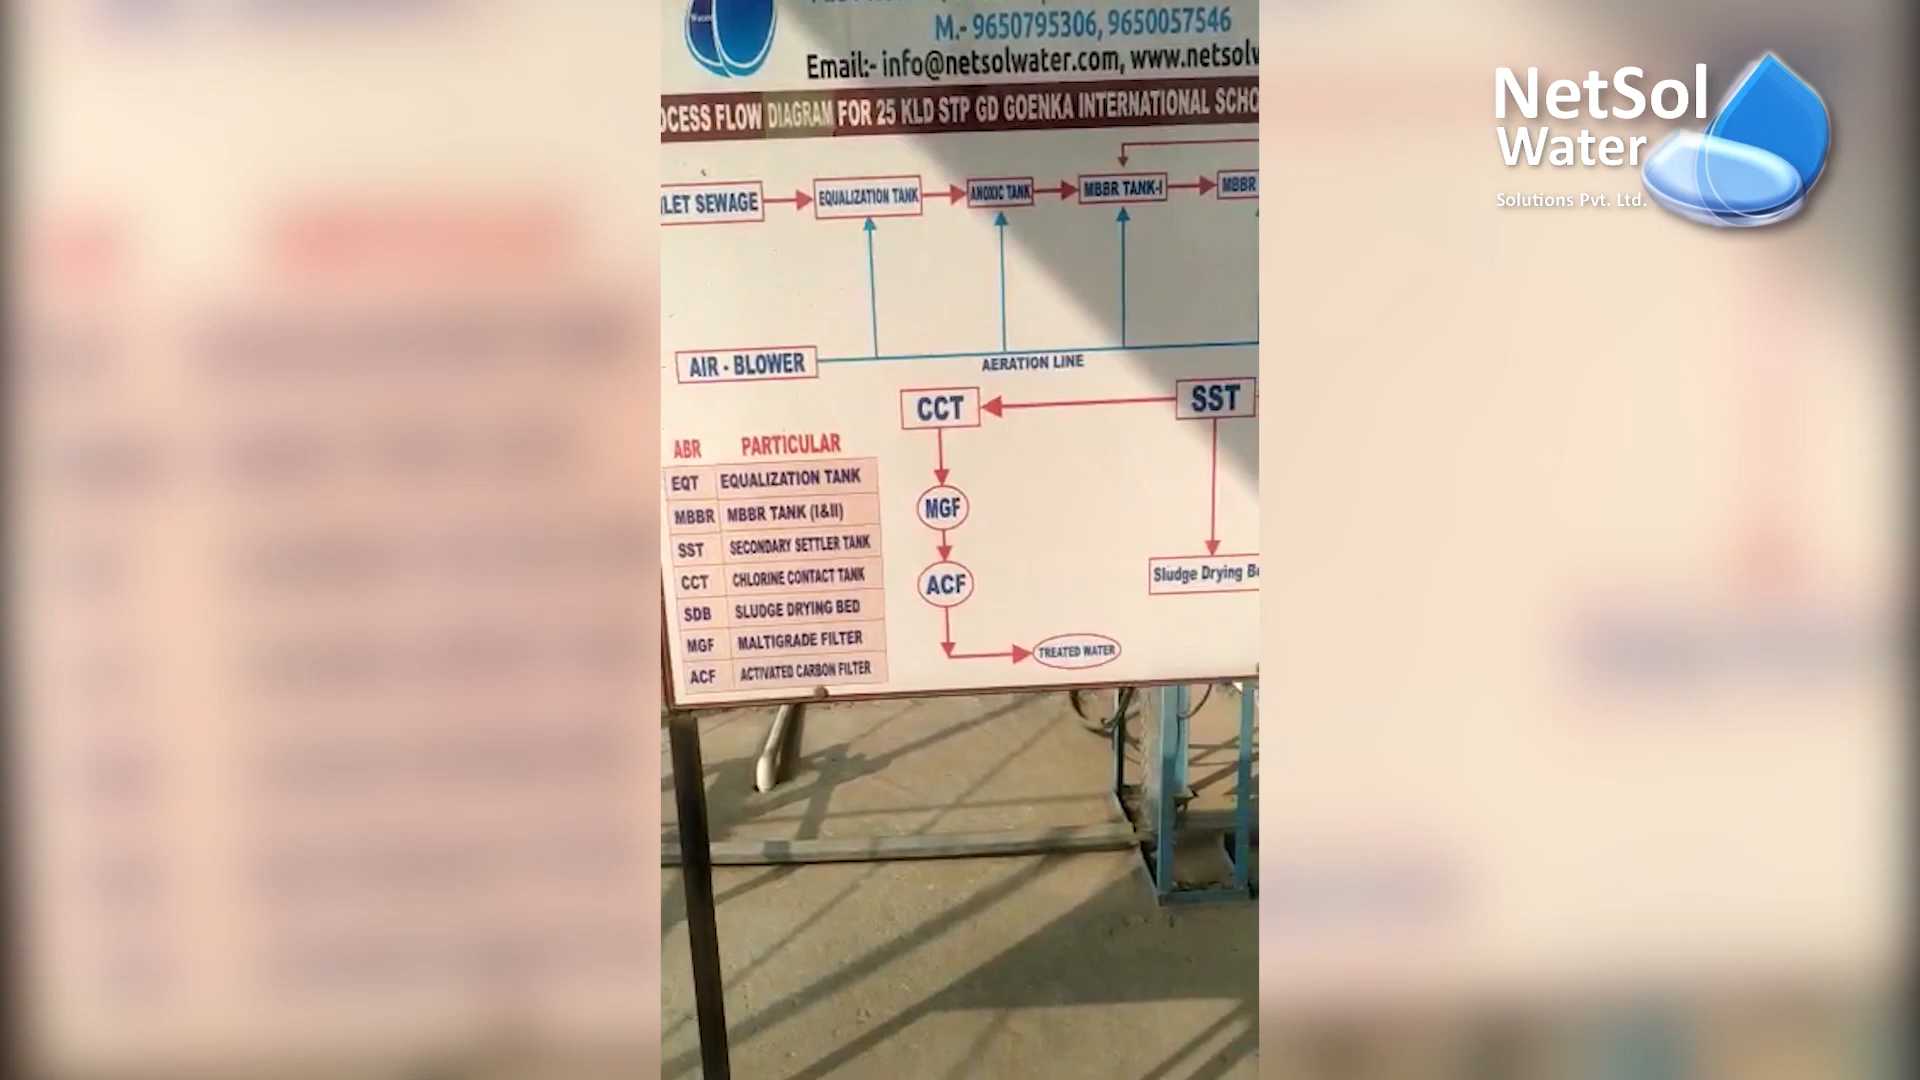 M.- 9650795306, 9650057546
Email:- info@netsolwater.com, www.netsolw
OCESS FLOW DIAGRAM FOR 25 KLD STP GD GOENKA INTERNATIONAL SCHO
LET SEWAGE
EQUALIZATION TANK
ANOXIC TANK
MBBR TANK-I
MBBR
AIR - BLOWER
AERATION LINE
CCT
SST
MGF
ACF
TREATED WATER
Sludge Drying Be
ABR PARTICULAR
EQT EQUALIZATION TANK
MBBR MBBR TANK (I&II)
SST SECONDARY SETTLER TANK
CCT CHLORINE CONTACT TANK
SDB SLUDGE DRYING BED
MGF MALTIGRADE FILTER
ACF ACTIVATED CARBON FILTER
NetSol
Water
Solutions Pvt. Ltd.